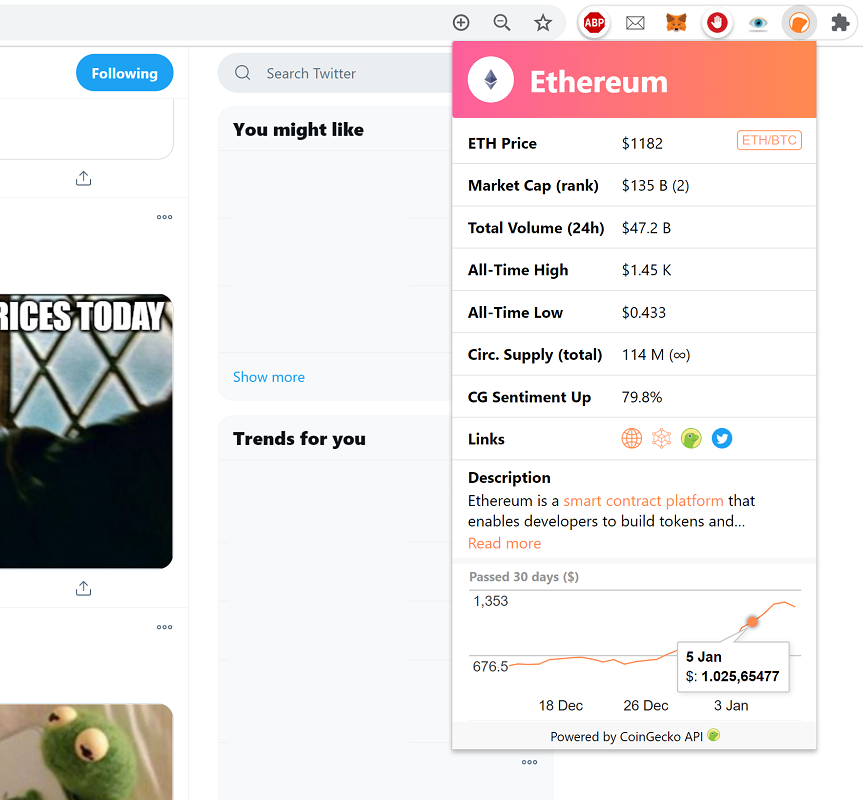 ABP
Following
Search Twitter
You might like
Show more
Trends for you
RICES TODAY
Ethereum
ETH Price $1182 ETH/BTC
Market Cap (rank) $135 B (2)
Total Volume (24h) $47.2 B
All-Time High $1.45 K
All-Time Low $0.433
Circ. Supply (total) 114 M (∞)
CG Sentiment Up 79.8%
Links
Description
Ethereum is a smart contract platform that
enables developers to build tokens and...
Read more
Passed 30 days ($)
1,353
676.5
5 Jan
$: 1.025,65477
18 Dec 26 Dec 3 Jan
Powered by CoinGecko API